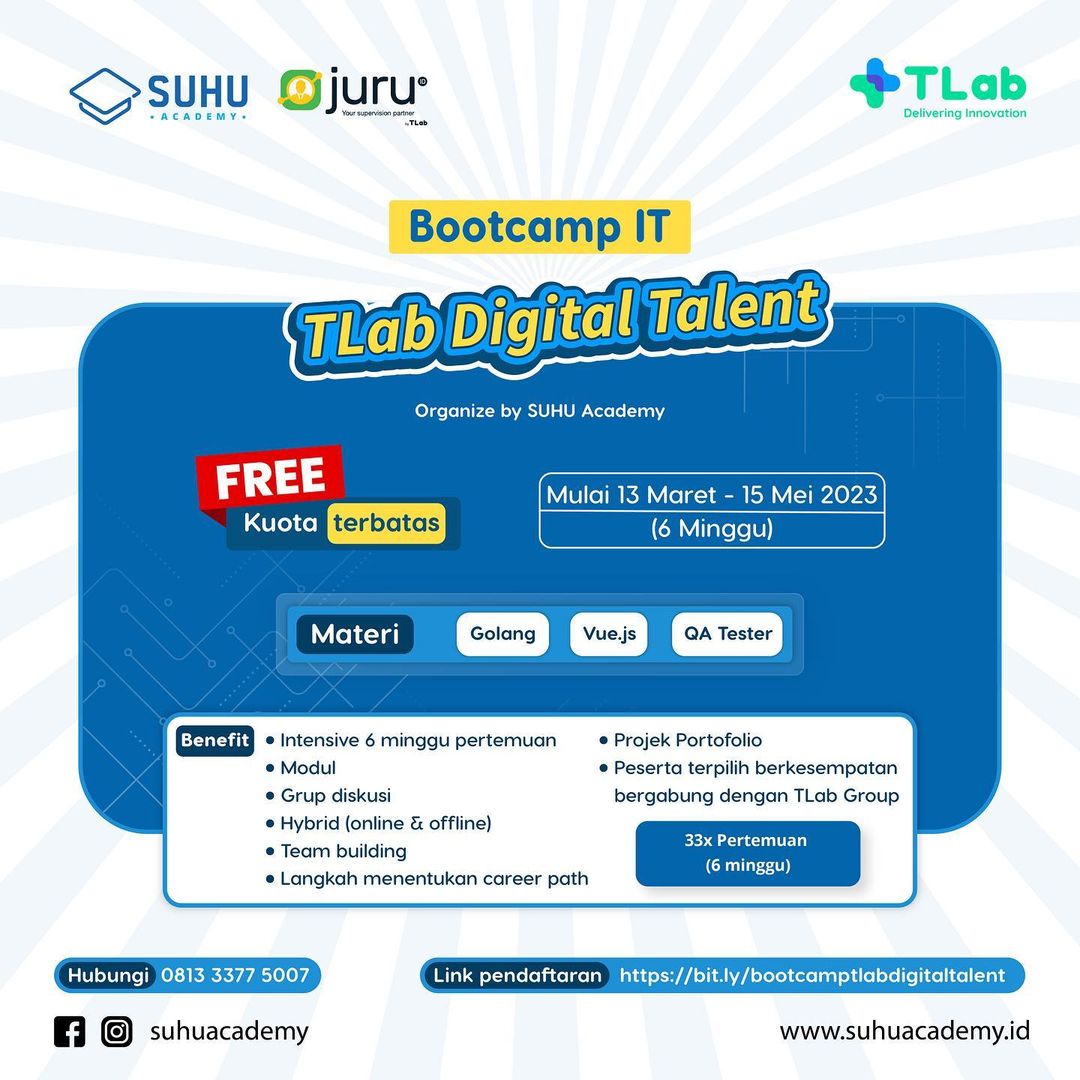 SUHU
• ACADEMY •
juru ID
Your supervision partner
by TLab
TLab
Delivering Innovation
Bootcamp IT
TLab Digital Talent
Organize by SUHU Academy
FREE
Kuota terbatas
Mulai 13 Maret - 15 Mei 2023
(6 Minggu)
Materi Golang Vue.js QA Tester
Benefit
• Intensive 6 minggu pertemuan
• Modul
• Grup diskusi
• Hybrid (online & offline)
• Team building
• Langkah menentukan career path
• Projek Portofolio
• Peserta terpilih berkesempatan
bergabung dengan TLab Group
33x Pertemuan
(6 minggu)
Hubungi 0813 3377 5007
Link pendaftaran https://bit.ly/bootcamptlabdigitaltalent
suhuacademy
www.suhuacademy.id